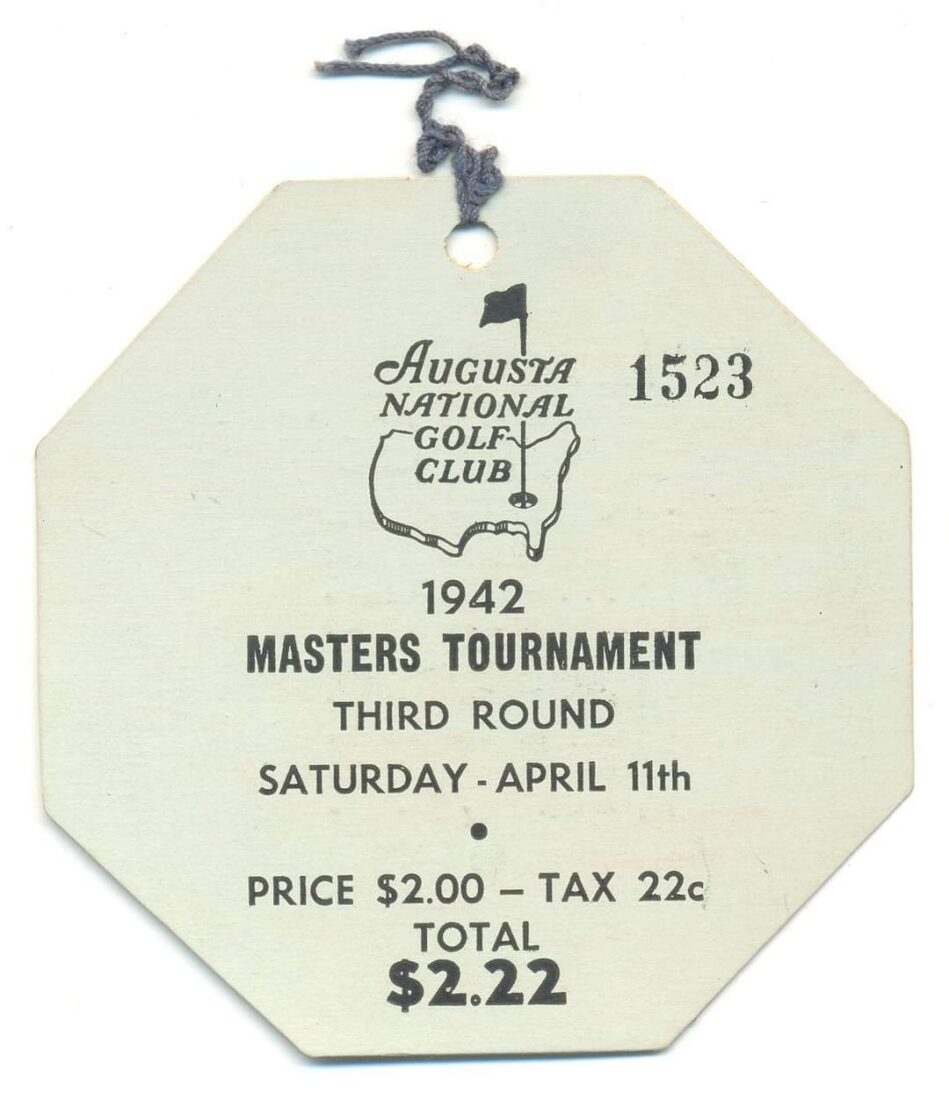 AUGUSTA
NATIONAL
GOLF
CLUB
1523
1942
MASTERS TOURNAMENT
THIRD ROUND
SATURDAY - APRIL 11th
•
PRICE $2.00 – TAX 22c
TOTAL
$2.22